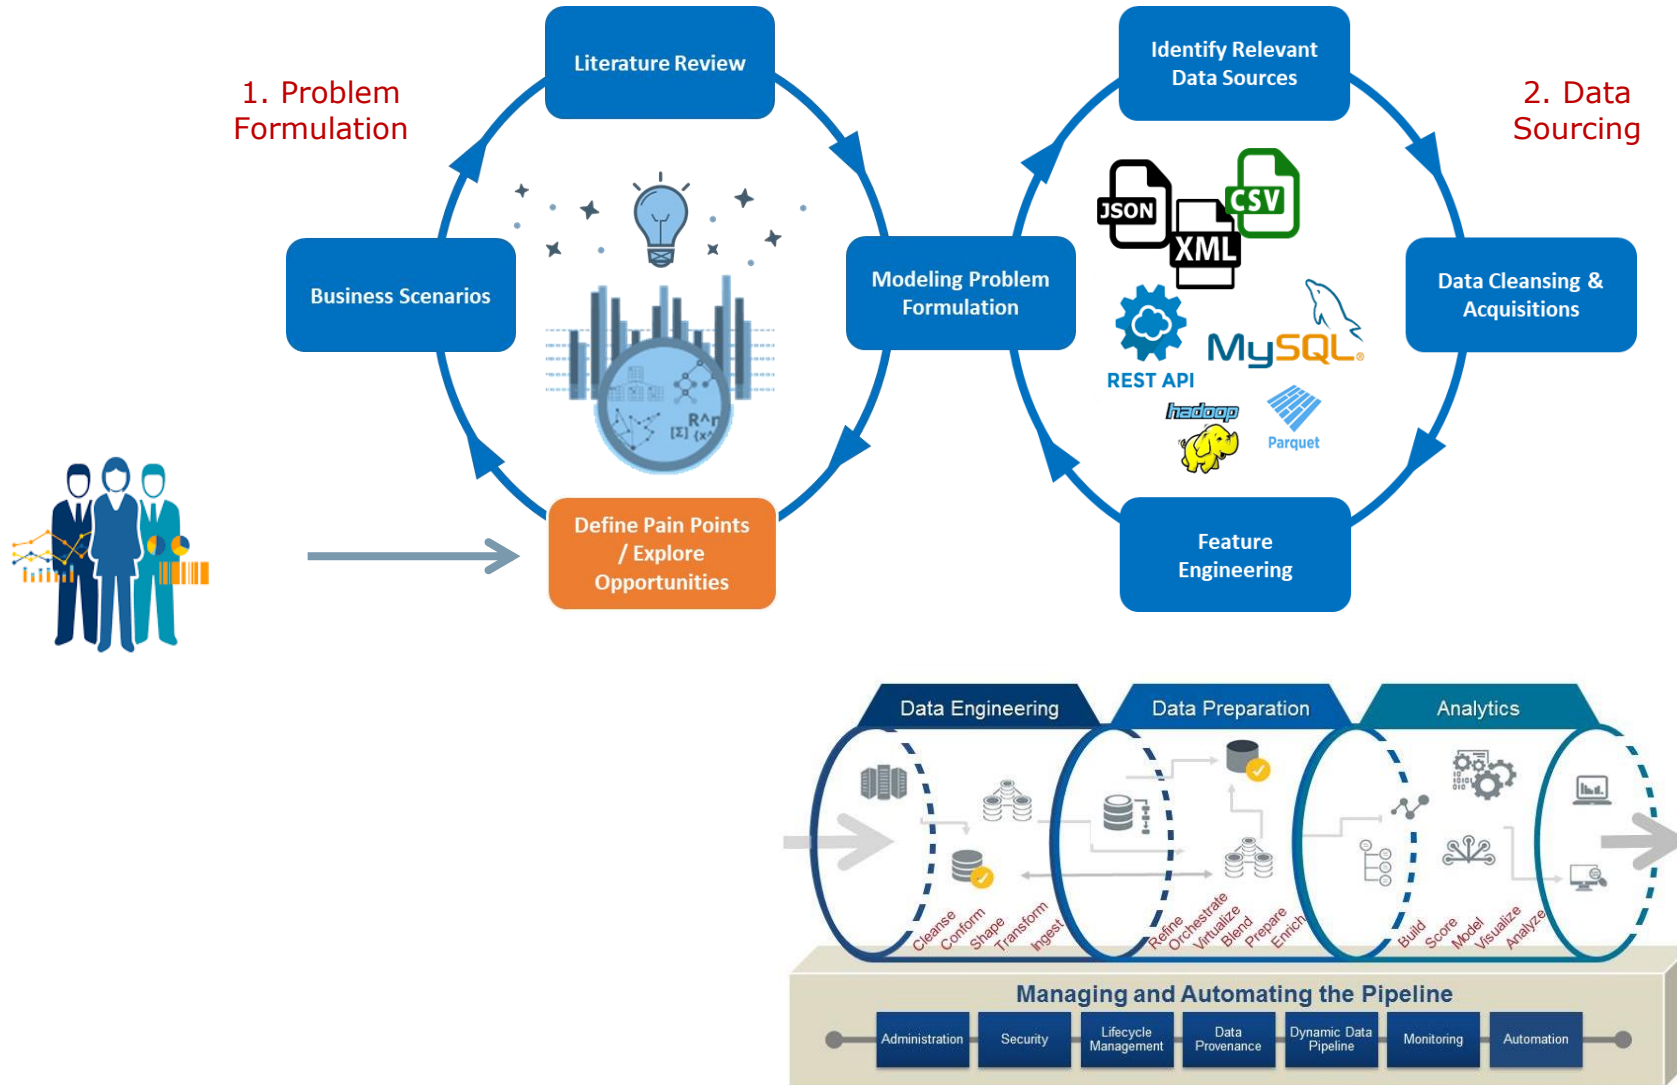 1. Problem
Formulation
Literature Review
Business Scenarios
Modeling Problem
Formulation
Define Pain Points
/ Explore
Opportunities
R^n
[Σ] {x^
2. Data
Sourcing
Identify Relevant
Data Sources
Data Cleansing &
Acquisitions
Feature
Engineering
JSON
XML
CSV
REST API
MySQL
hadoop
Parquet
Data Engineering
Data Preparation
Analytics
10
10101
010
Cleanse
Conform
Shape
Transform
Ingest
Refine
Orchestrate
Virtualize
Blend
Prepare
Enrich
Build
Score
Model
Visualize
Analyze
Managing and Automating the Pipeline
Administration
Security
Lifecycle
Management
Data
Provenance
Dynamic Data
Pipeline
Monitoring
Automation